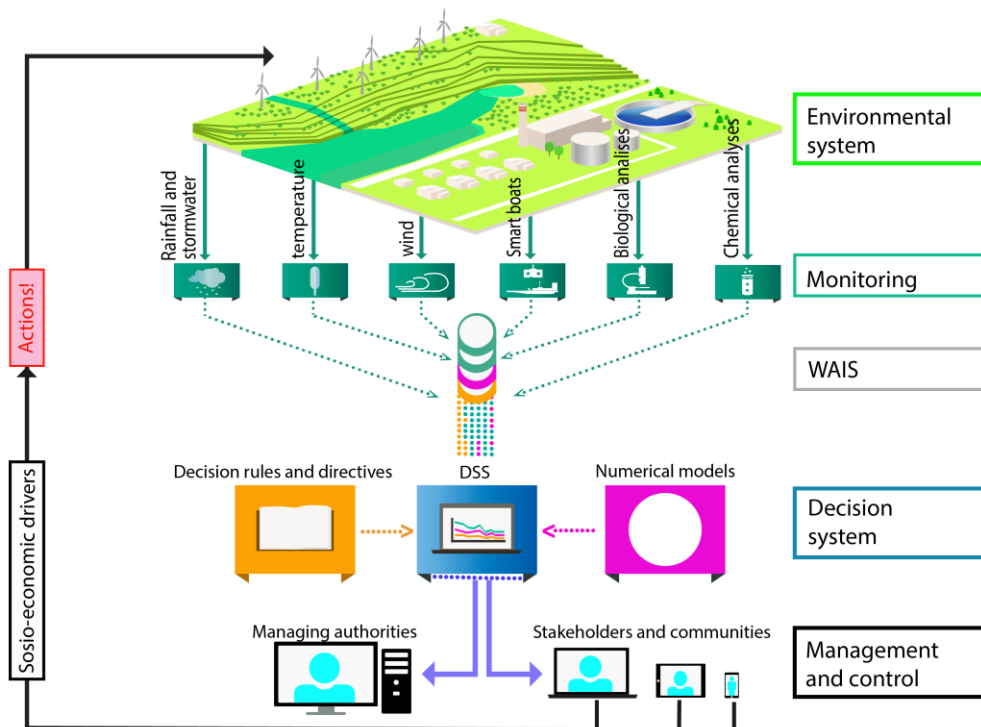 Environmental
system
Rainfall and
stormwater
temperature
wind
Smart boats
Biological analises
Chemical analyses
Monitoring
Actions!
WAIS
Decision rules and directives
DSS
Numerical models
Decision
system
Sosio-economic drivers
Managing authorities
Stakeholders and communities
Management
and control